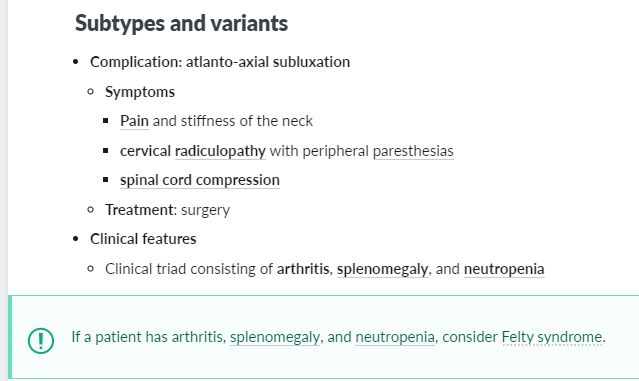 Subtypes and variants
Complication: atlanto-axial subluxation
Symptoms
Pain and stiffness of the neck
cervical radiculopathy with peripheral paresthesias
spinal cord compression
Treatment: surgery
Clinical features
Clinical triad consisting of arthritis, splenomegaly, and neutropenia
If a patient has arthritis, splenomegaly, and neutropenia, consider Felty syndrome.